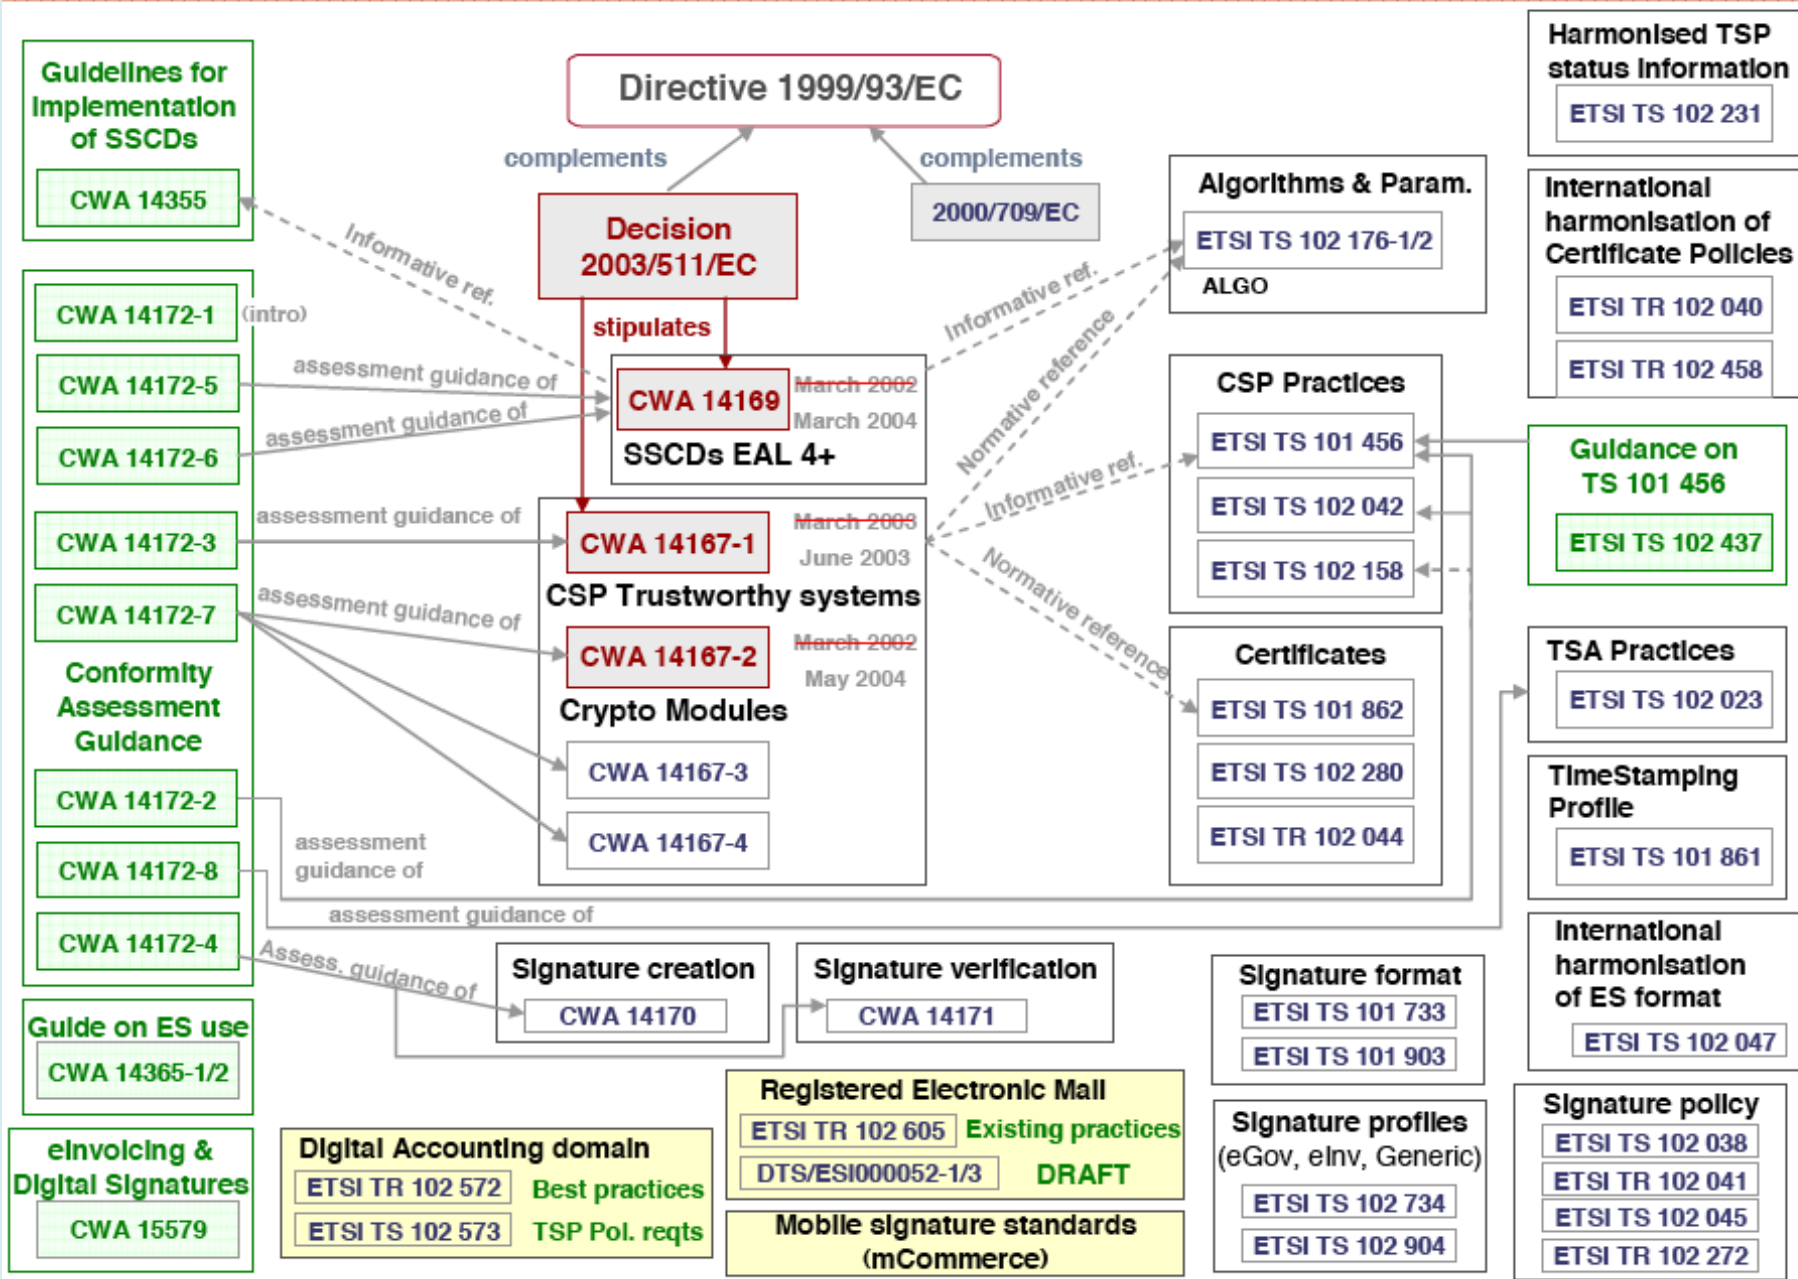 Guidelines for
Implementation
of SSCDs
CWA 14355
CWA 14172-1
(intro)
CWA 14172-5
CWA 14172-6
CWA 14172-3
CWA 14172-7
Conformity
Assessment
Guidance
CWA 14172-2
CWA 14172-8
CWA 14172-4
Guide on ES use
CWA 14365-1/2
eInvoicing &
Digital Signatures
CWA 15579
Directive 1999/93/EC
complements
complements
Decision
2003/511/EC
2000/709/EC
stipulates
Informative ref.
assessment guidance of
assessment guidance of
CWA 14169
March 2002
March 2004
SSCDs EAL 4+
assessment guidance of
CWA 14167-1
March 2003
June 2003
CSP Trustworthy systems
assessment guidance of
CWA 14167-2
March 2002
May 2004
Crypto Modules
CWA 14167-3
CWA 14167-4
assessment
guidance of
assessment guidance of
Assess. guidance of
Informative ref.
Normative reference
Informative ref.
Normative reference
Algorithms & Param.
ETSI TS 102 176-1/2
ALGO
CSP Practices
ETSI TS 101 456
ETSI TS 102 042
ETSI TS 102 158
Certificates
ETSI TS 101 862
ETSI TS 102 280
ETSI TR 102 044
Harmonised TSP
status Information
ETSI TS 102 231
International
harmonisation of
Certificate Policies
ETSI TR 102 040
ETSI TR 102 458
Guidance on
TS 101 456
ETSI TS 102 437
TSA Practices
ETSI TS 102 023
TimeStamping
Profile
ETSI TS 101 861
International
harmonisation
of ES format
ETSI TS 102 047
Signature creation
CWA 14170
Signature verification
CWA 14171
Signature format
ETSI TS 101 733
ETSI TS 101 903
Registered Electronic Mail
ETSI TR 102 605 Existing practices
DTS/ESI000052-1/3 DRAFT
Digital Accounting domain
ETSI TR 102 572 Best practices
ETSI TS 102 573 TSP Pol. reqts
Mobile signature standards
(mCommerce)
Signature profiles
(eGov, eInv, Generic)
ETSI TS 102 734
ETSI TS 102 904
Signature policy
ETSI TS 102 038
ETSI TR 102 041
ETSI TS 102 045
ETSI TR 102 272